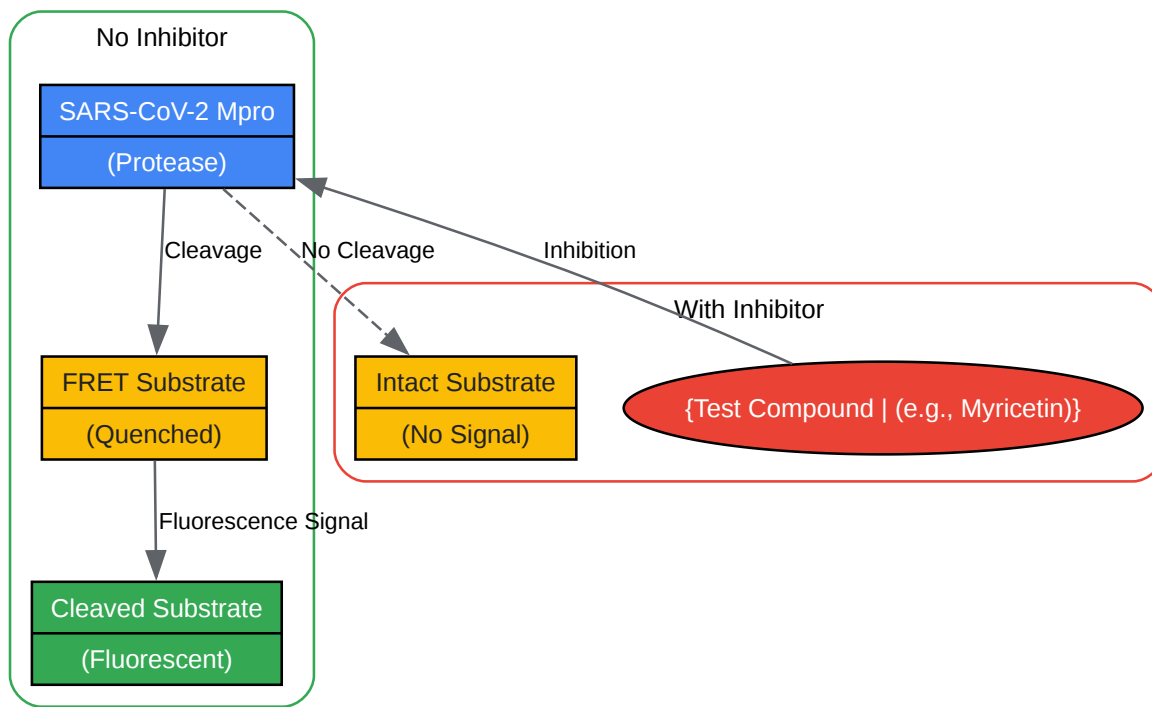 No Inhibitor
SARS-CoV-2 Mpro
(Protease)
Cleavage
No Cleavage
Inhibition
With Inhibitor
FRET Substrate
(Quenched)
Intact Substrate
(No Signal)
{Test Compound | (e.g., Myricetin)}
Fluorescence Signal
Cleaved Substrate
(Fluorescent)